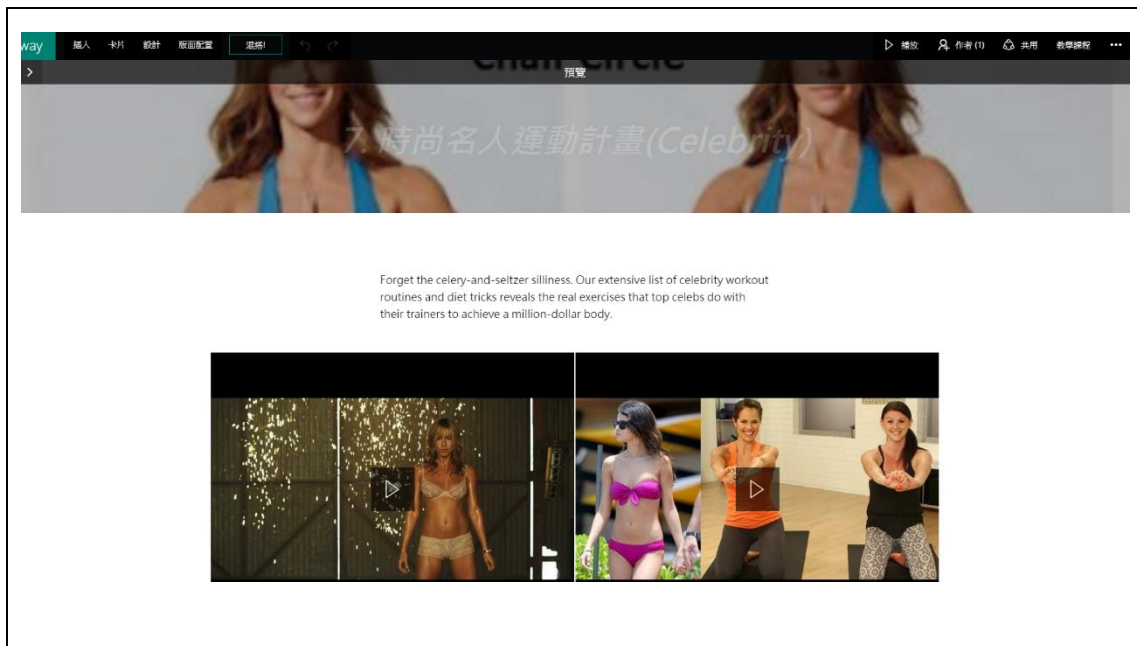 way 插入 卡片 設計 版面配置 混搭! 播放 作者 (1) 共用 教學課程
預覽
Chair Circle
7. 時尚名人運動計畫(Celebrity)
Forget the celery-and-seltzer silliness. Our extensive list of celebrity workout
routines and diet tricks reveals the real exercises that top celebs do with
their trainers to achieve a million-dollar body.